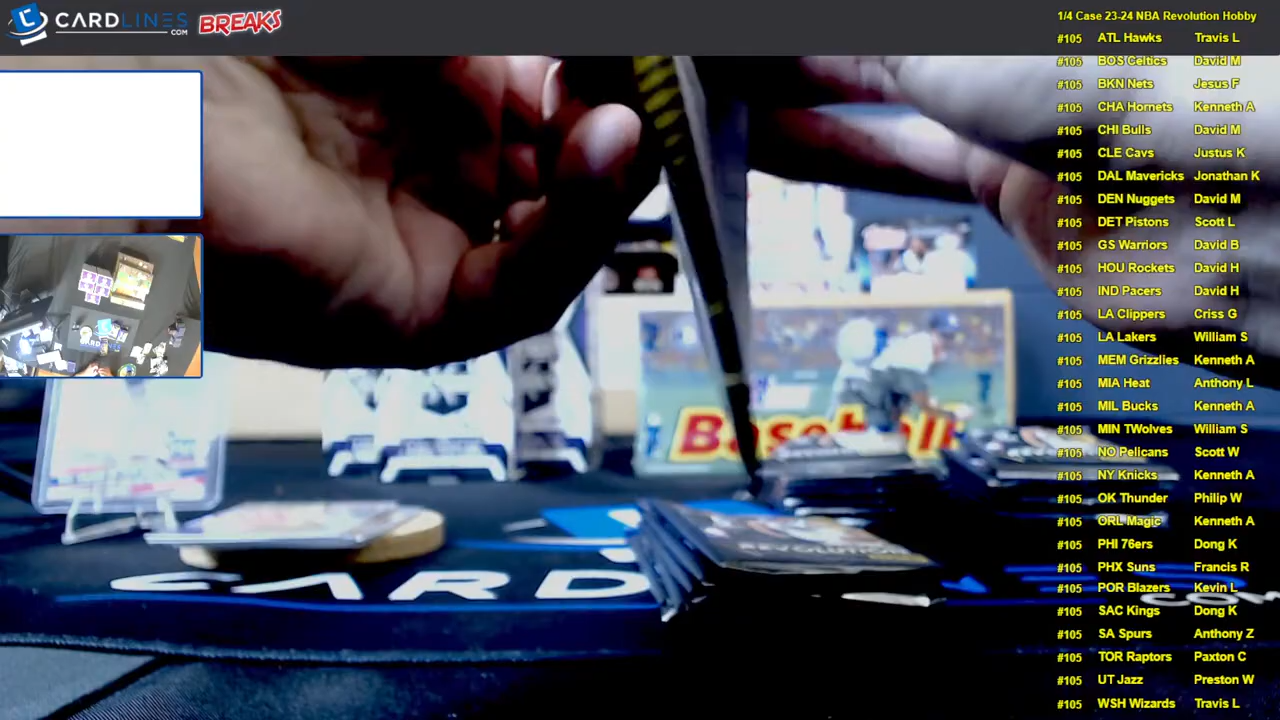 CARDLINES
.COM
BREAKS
1/4 Case 23-24 NBA Revolution Hobby
#105 ATL Hawks Travis L
#105 BOS Celtics David M
#105 BKN Nets Jesus F
#105 CHA Hornets Kenneth A
#105 CHI Bulls David M
#105 CLE Cavs Justus K
#105 DAL Mavericks Jonathan K
#105 DEN Nuggets David M
#105 DET Pistons Scott L
#105 GS Warriors David B
#105 HOU Rockets David H
#105 IND Pacers David H
#105 LA Clippers Criss G
#105 LA Lakers William S
#105 MEM Grizzlies Kenneth A
#105 MIA Heat Anthony L
#105 MIL Bucks Kenneth A
#105 MIN TWolves William S
#105 NO Pelicans Scott W
#105 NY Knicks Kenneth A
#105 OK Thunder Philip W
#105 ORL Magic Kenneth A
#105 PHI 76ers Dong K
#105 PHX Suns Francis R
#105 POR Blazers Kevin L
#105 SAC Kings Dong K
#105 SA Spurs Anthony Z
#105 TOR Raptors Paxton C
#105 UT Jazz Preston W
#105 WSH Wizards Travis L
Baseball
REVOLUTION
CARD
COM